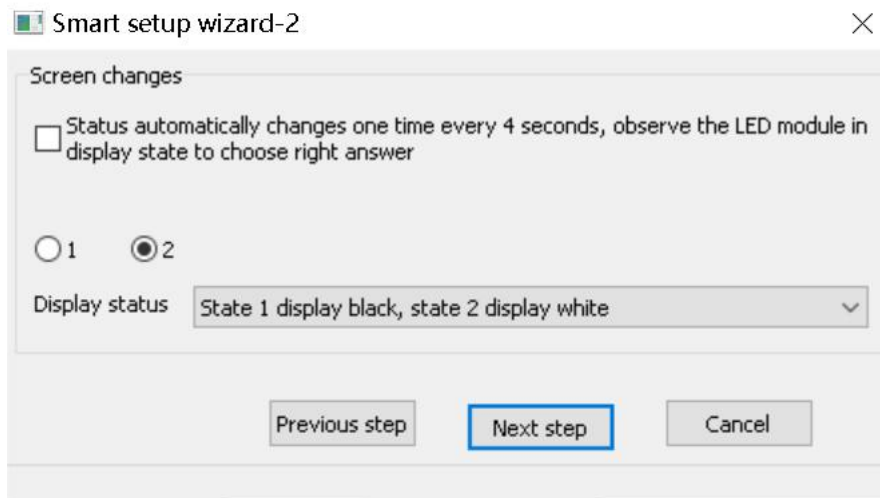 Smart setup wizard-2
Screen changes
Status automatically changes one time every 4 seconds, observe the LED module in
display state to choose right answer
1 2
Display status State 1 display black, state 2 display white
Previous step Next step Cancel